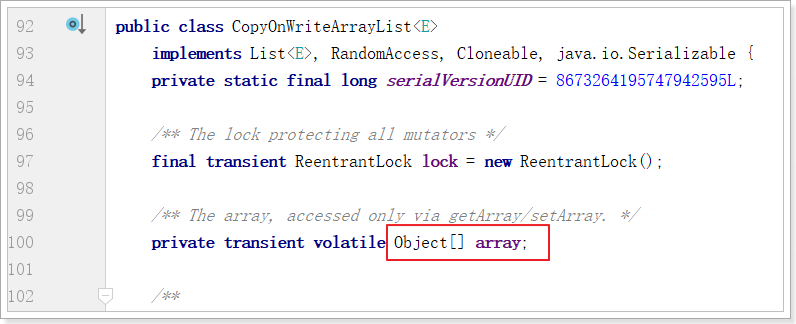 92 public class CopyOnWriteArrayList<E>
93 implements List<E>, RandomAccess, Cloneable, java.io.Serializable {
94 private static final long serialVersionUID = 8673264195747942595L;
95
96 /** The lock protecting all mutators */
97 final transient ReentrantLock lock = new ReentrantLock();
98
99 /** The array, accessed only via getArray/setArray. */
100 private transient volatile Object[] array;
101
102 /**